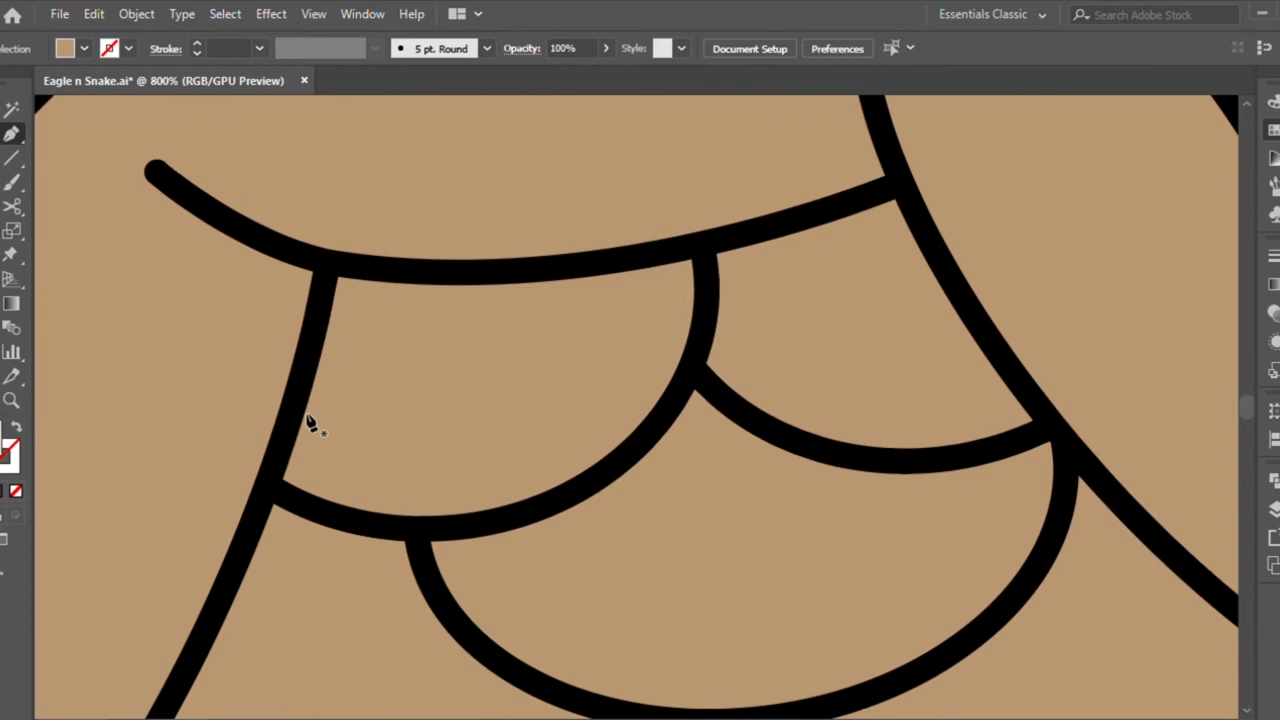 File Edit Object Type Select Effect View Window Help Essentials Classic Search Adobe Stock
election Stroke: 5 pt. Round Opacity: 100% Style: Document Setup Preferences
Eagle n Snake.ai* @ 800% (RGB/GPU Preview) ×